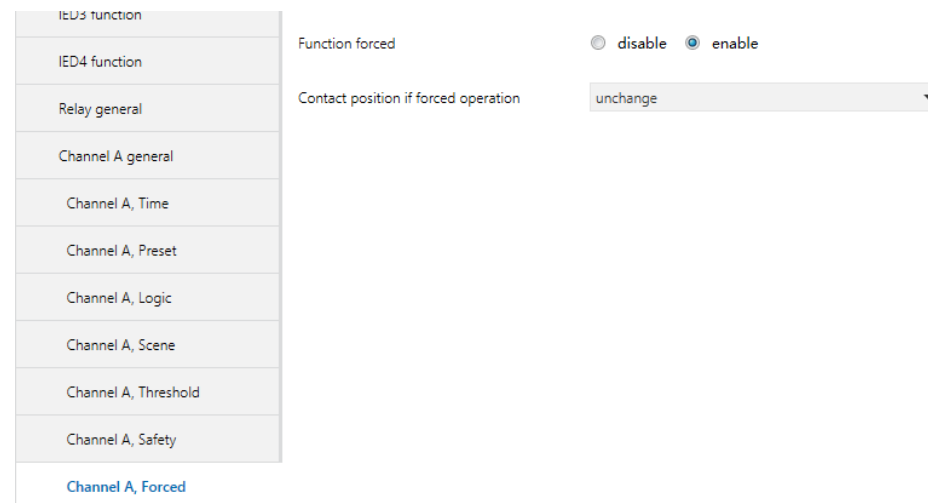 IED3 function
IED4 function
Relay general
Channel A general
Channel A, Time
Channel A, Preset
Channel A, Logic
Channel A, Scene
Channel A, Threshold
Channel A, Safety
Channel A, Forced
Function forced disable enable
Contact position if forced operation unchange